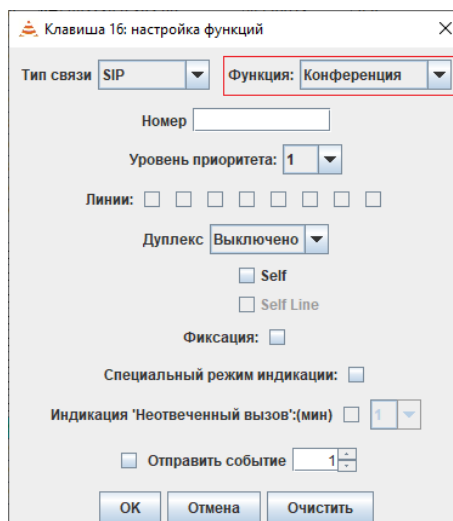 Клавиша 16: настройка функций
Тип связи SIP Функция: Конференция
Номер
Уровень приоритета: 1
Линии:
Дуплекс Выключено
Self
Self Line
Фиксация:
Специальный режим индикации:
Индикация 'Неотвеченный вызов':(мин) 1
Отправить событие 1
OK Отмена Очистить